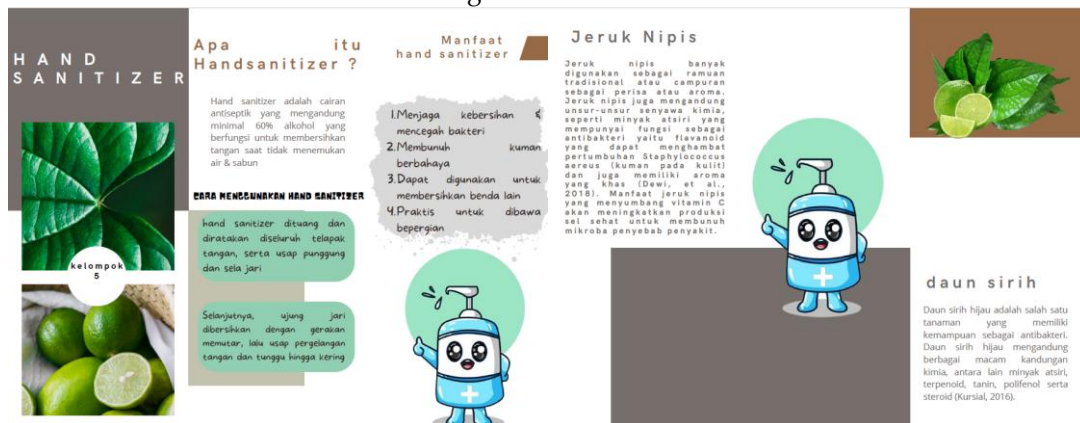 HAND
SANITIZER
kelompok
5
Apa itu
Handsanitizer ?
Hand sanitizer adalah cairan
antiseptik yang mengandung
minimal 60% alkohol yang
berfungsi untuk membersihkan
tangan saat tidak menemukan
air & sabun
CARA MENGGUNAKAN HAND SANITIZER
hand sanitizer dituang dan
diratakan diseluruh telapak
tangan, serta usap punggung
dan sela jari
Selanjutnya, ujung jari
dibersihkan dengan gerakan
memutar, lalu usap pergelangan
tangan dan tunggu hingga kering
Manfaat
hand sanitizer
1.Menjaga kebersihan &
mencegah bakteri
2.Membunuh kuman
berbahaya
3.Dapat digunakan untuk
membersihkan benda lain
4.Praktis untuk dibawa
bepergian
Jeruk Nipis
Jeruk nipis banyak
digunakan sebagai ramuan
tradisional atau campuran
sebagai perisa atau aroma.
Jeruk nipis juga mengandung
unsur-unsur senyawa kimia,
seperti minyak atsiri yang
mempunyai fungsi sebagai
antibakteri yaitu flavanoid
yang dapat menghambat
pertumbuhan Staphylococcus
aereus (kuman pada kulit)
dan juga memiliki aroma
yang khas (Dewi, et al.,
2018). Manfaat jeruk nipis
yang menyumbang vitamin C
akan meningkatkan produksi
sel sehat untuk membunuh
mikroba penyebab penyakit.
daun sirih
Daun sirih hijau adalah salah satu
tanaman yang memiliki
kemampuan sebagai antibakteri.
Daun sirih hijau mengandung
berbagai macam kandungan
kimia, antara lain minyak atsiri,
terpenoid, tanin, polifenol serta
steroid (Kursial, 2016).